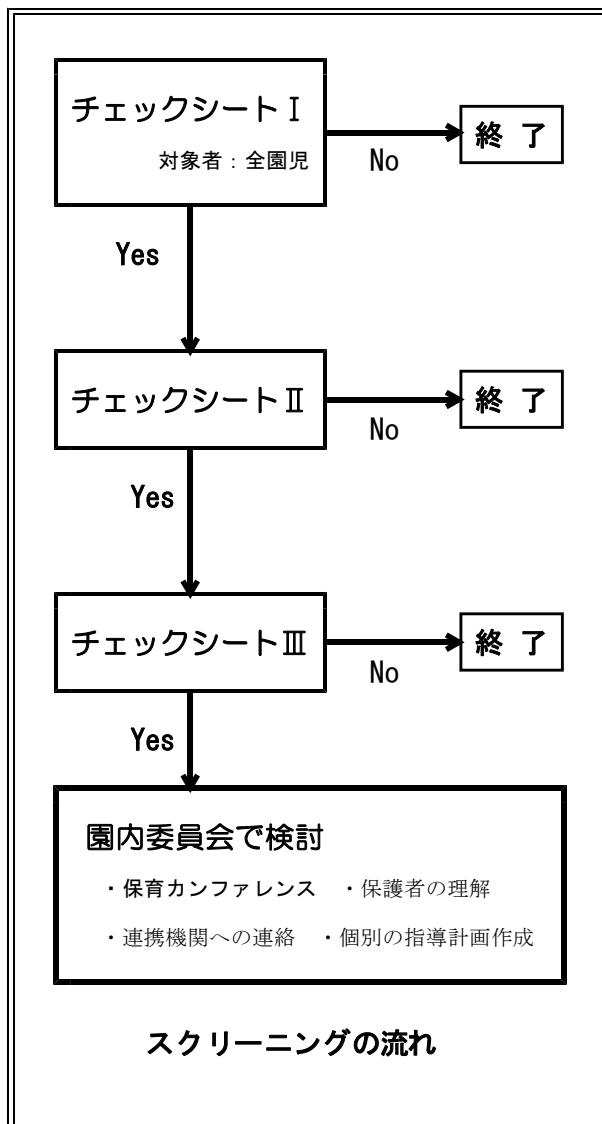 チェックシートⅠ
対象者：全園児
No
終 了
Yes
チェックシートⅡ
No
終 了
Yes
チェックシートⅢ
No
終 了
Yes
園内委員会で検討
・保育カンファレンス ・保護者の理解
・連携機関への連絡 ・個別の指導計画作成
スクリーニングの流れ